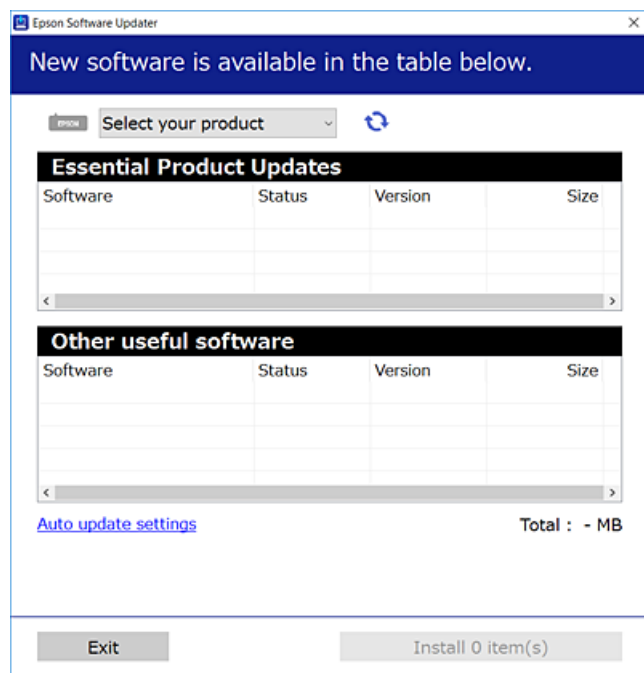 Epson Software Updater
New software is available in the table below.
EPSON
Select your product
Essential Product Updates
Software Status Version Size
Other useful software
Software Status Version Size
Auto update settings
Total : - MB
Exit
Install 0 item(s)